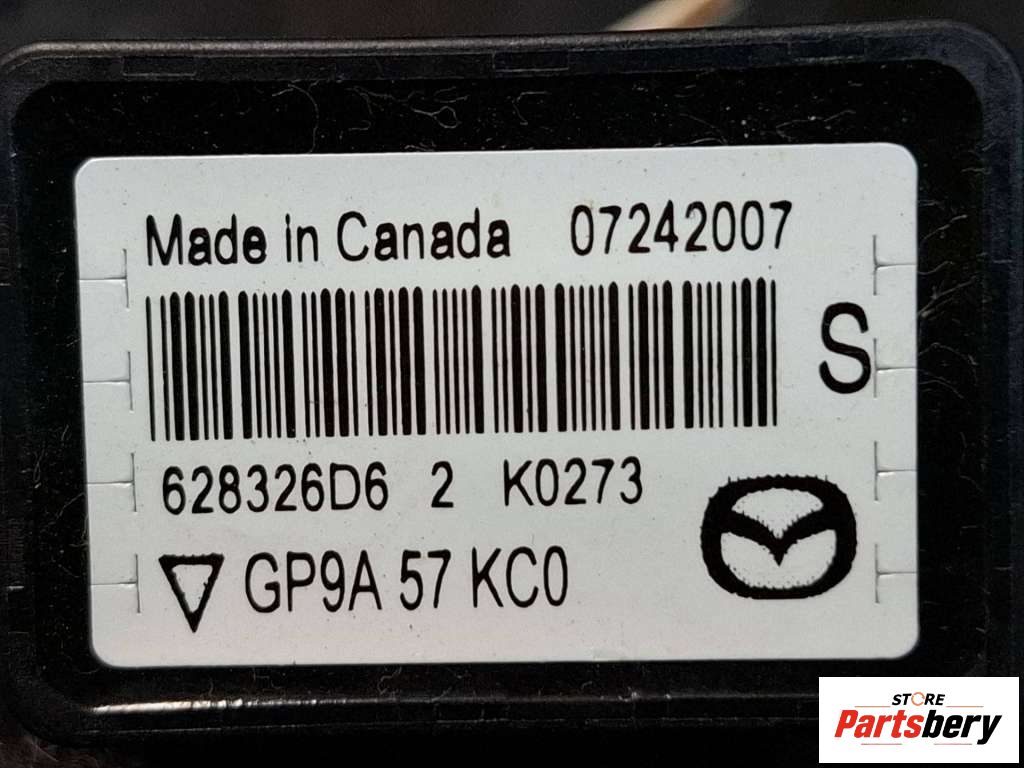 Made in Canada 07242007
S
628326D6 2 K0273
GP9A 57 KC0
STORE
Partsbery